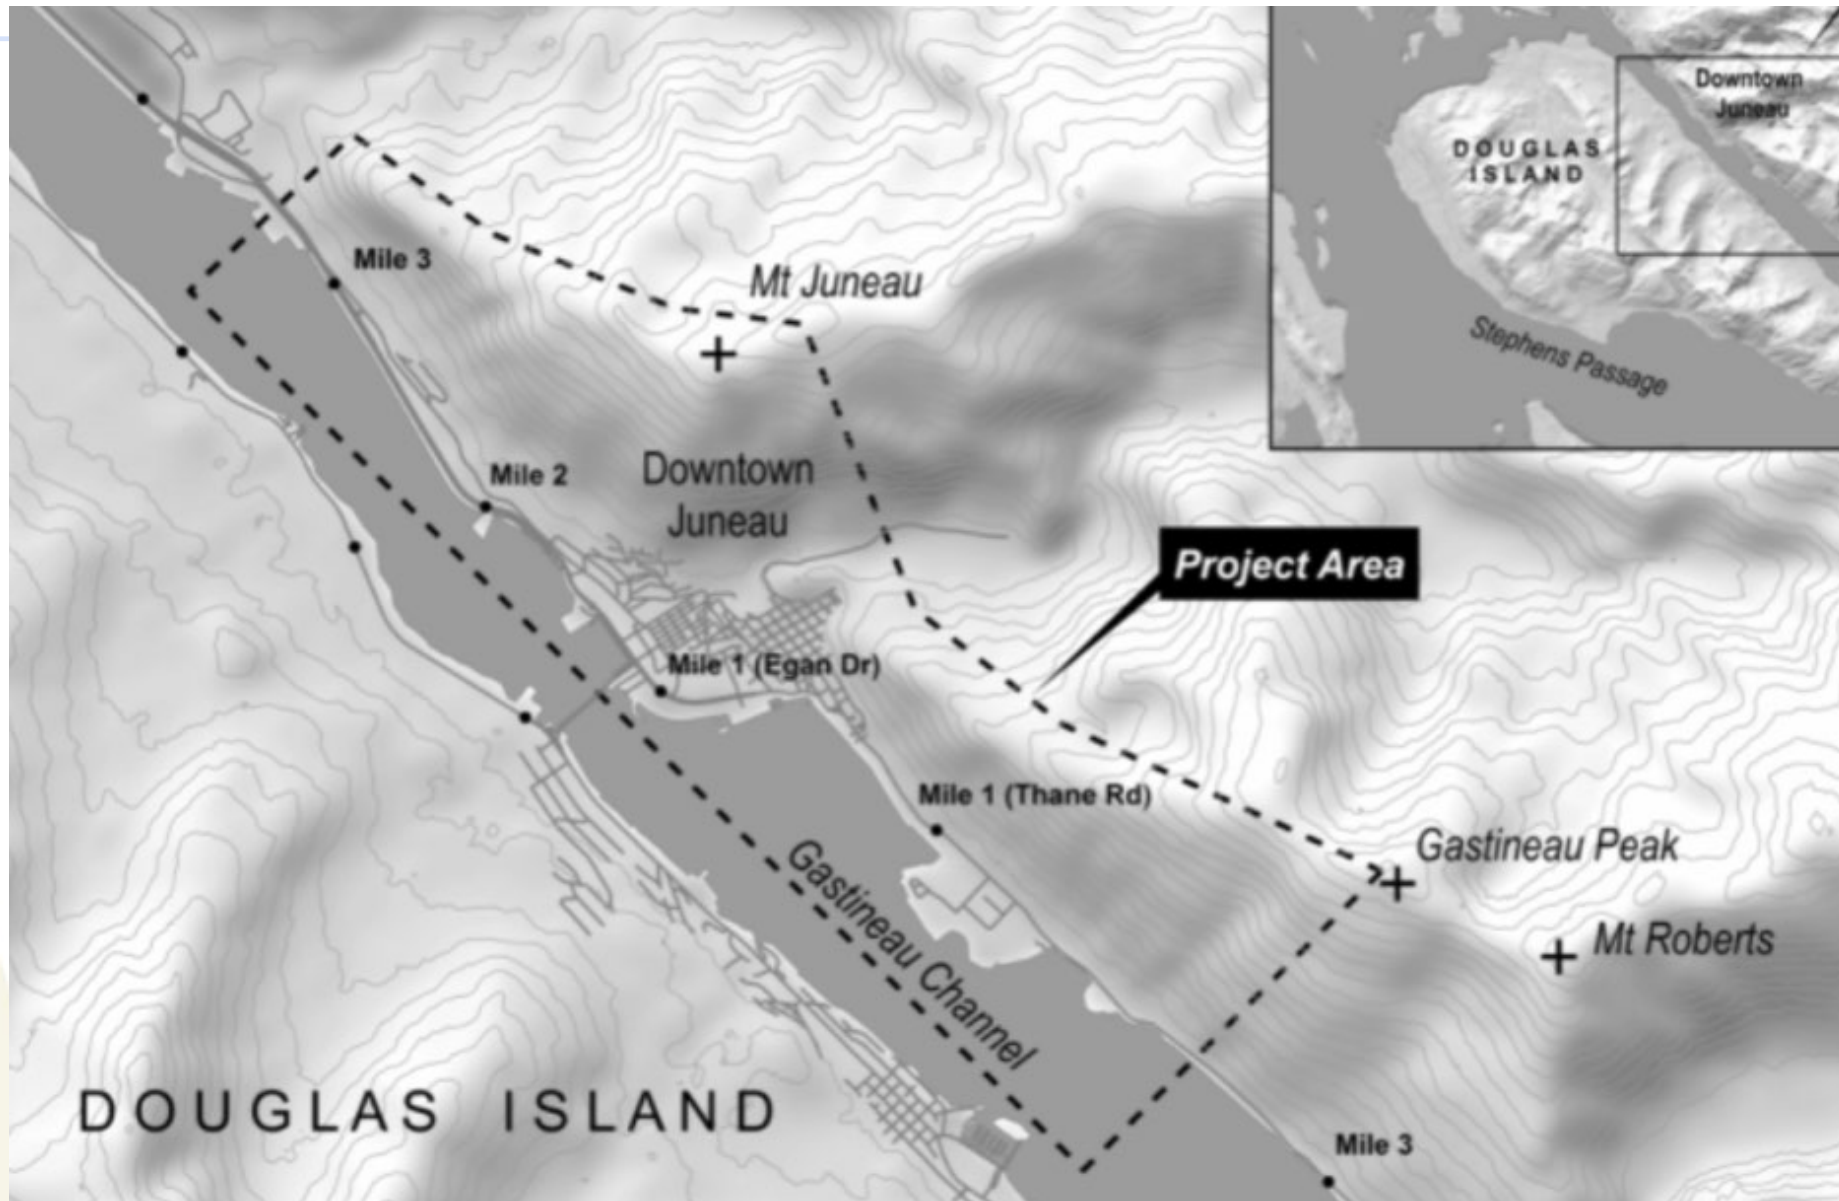 Downtown
Juneau
DOUGLAS
ISLAND
Stephens Passage
Mile 3
Mt Juneau
Mile 2
Downtown
Juneau
Project Area
Mile 1 (Egan Dr)
Mile 1 (Thane Rd)
Gastineau Peak
Gastineau Channel
Mt Roberts
DOUGLAS ISLAND
Mile 3